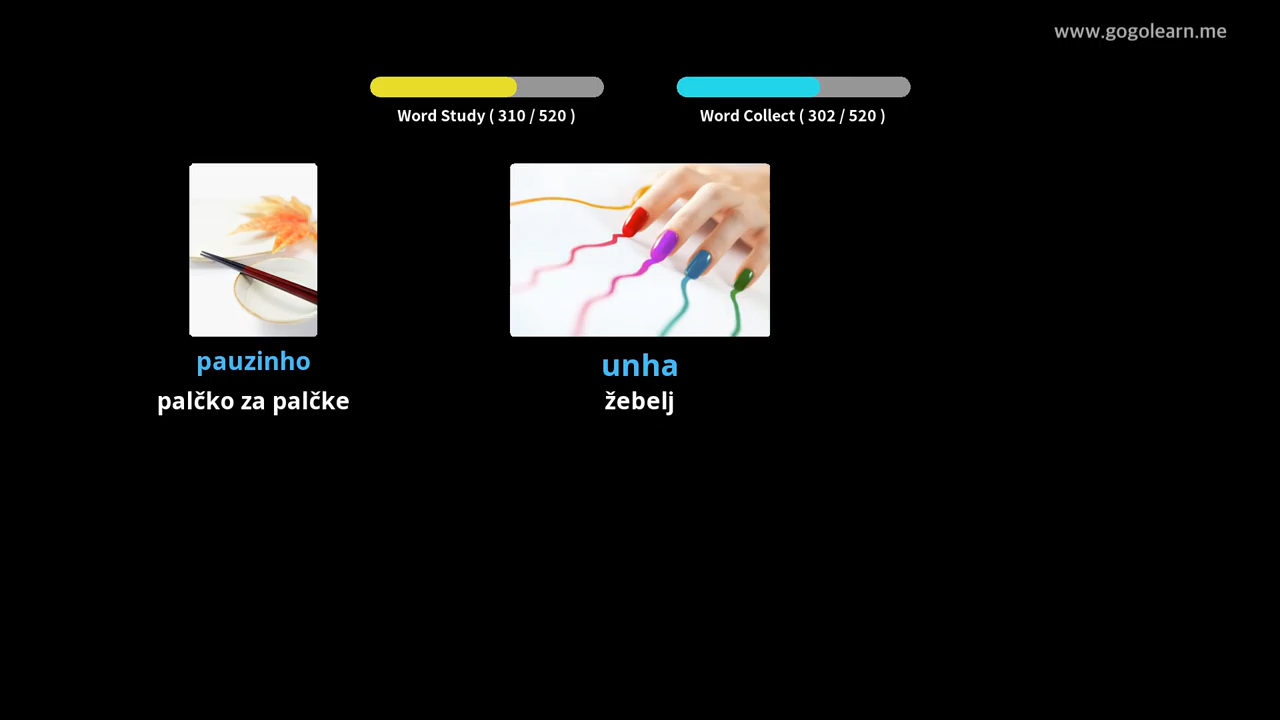 www.gogolearn.me
Word Study ( 310 / 520 )
Word Collect ( 302 / 520 )
pauzinho
palčko za palčke
unha
žebelj